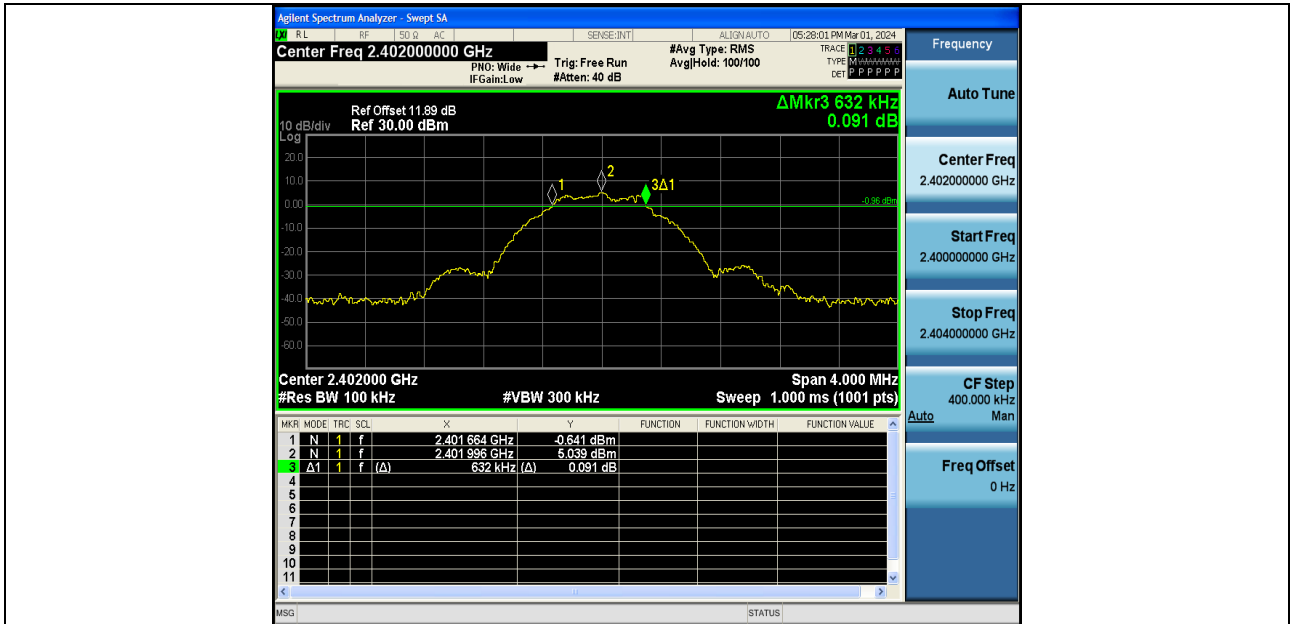 Agilent Spectrum Analyzer - Swept SA
LXI RL RF 50 Ω AC SENSE:INT ALIGN AUTO 05:28:01 PM Mar 01, 2024
Center Freq 2.402000000 GHz
PNO: Wide
IFGain:Low
Trig: Free Run
#Atten: 40 dB
#Avg Type: RMS
Avg|Hold: 100/100
TRACE 1 2 3 4 5 6
TYPE M
DET P P P P P P
Frequency
ΔMkr3 632 kHz
0.091 dB
Ref Offset 11.89 dB
10 dB/div Ref 30.00 dBm
Log
20.0
10.0
0.00
-10.0
-20.0
-30.0
-40.0
-50.0
-60.0
1
2
3Δ1
-0.96 dBm
Center 2.402000 GHz Span 4.000 MHz
#Res BW 100 kHz #VBW 300 kHz Sweep 1.000 ms (1001 pts)
MKR MODE TRC SCL X Y FUNCTION FUNCTION WIDTH FUNCTION VALUE
1 N 1 f 2.401 664 GHz -0.641 dBm
2 N 1 f 2.401 996 GHz 5.039 dBm
3 Δ1 1 f (Δ) 632 kHz (Δ) 0.091 dB
4
5
6
7
8
9
10
11
Auto Tune
Center Freq
2.402000000 GHz
Start Freq
2.400000000 GHz
Stop Freq
2.404000000 GHz
CF Step
400.000 kHz
Auto Man
Freq Offset
0 Hz
MSG STATUS